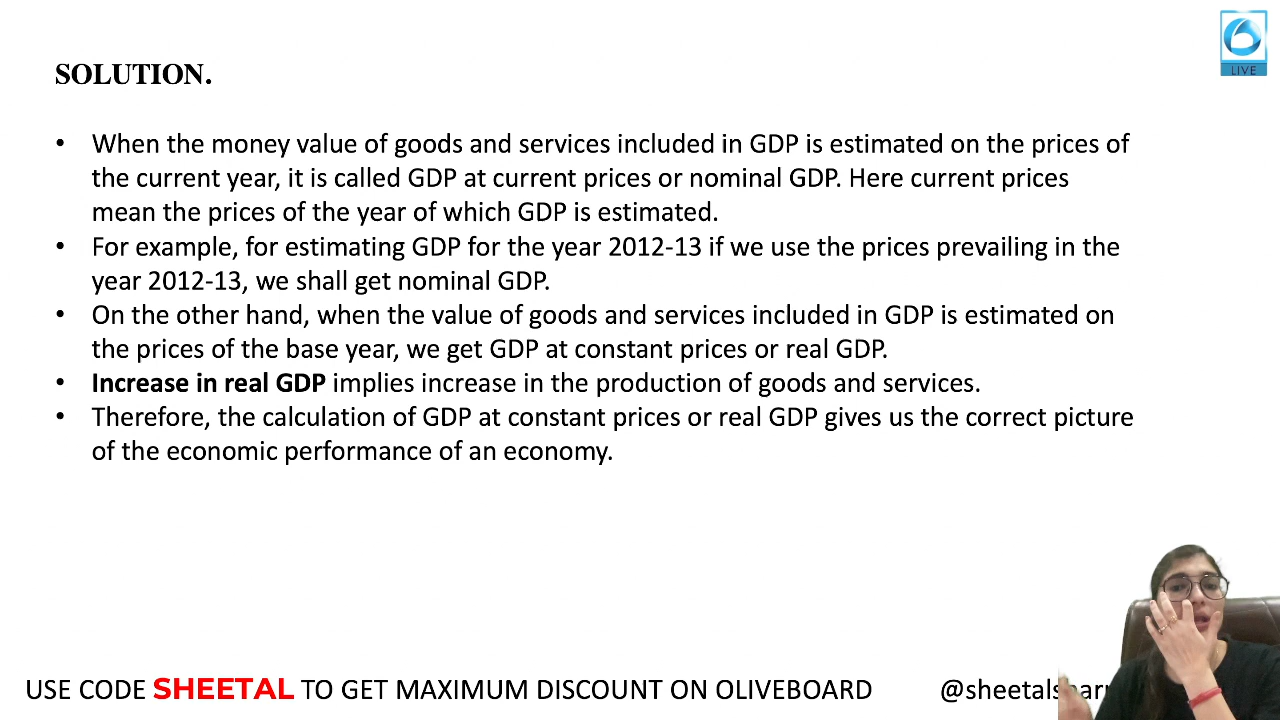 LIVE
SOLUTION.
• When the money value of goods and services included in GDP is estimated on the prices of
the current year, it is called GDP at current prices or nominal GDP. Here current prices
mean the prices of the year of which GDP is estimated.
• For example, for estimating GDP for the year 2012-13 if we use the prices prevailing in the
year 2012-13, we shall get nominal GDP.
• On the other hand, when the value of goods and services included in GDP is estimated on
the prices of the base year, we get GDP at constant prices or real GDP.
• Increase in real GDP implies increase in the production of goods and services.
• Therefore, the calculation of GDP at constant prices or real GDP gives us the correct picture
of the economic performance of an economy.
USE CODE SHEETAL TO GET MAXIMUM DISCOUNT ON OLIVEBOARD